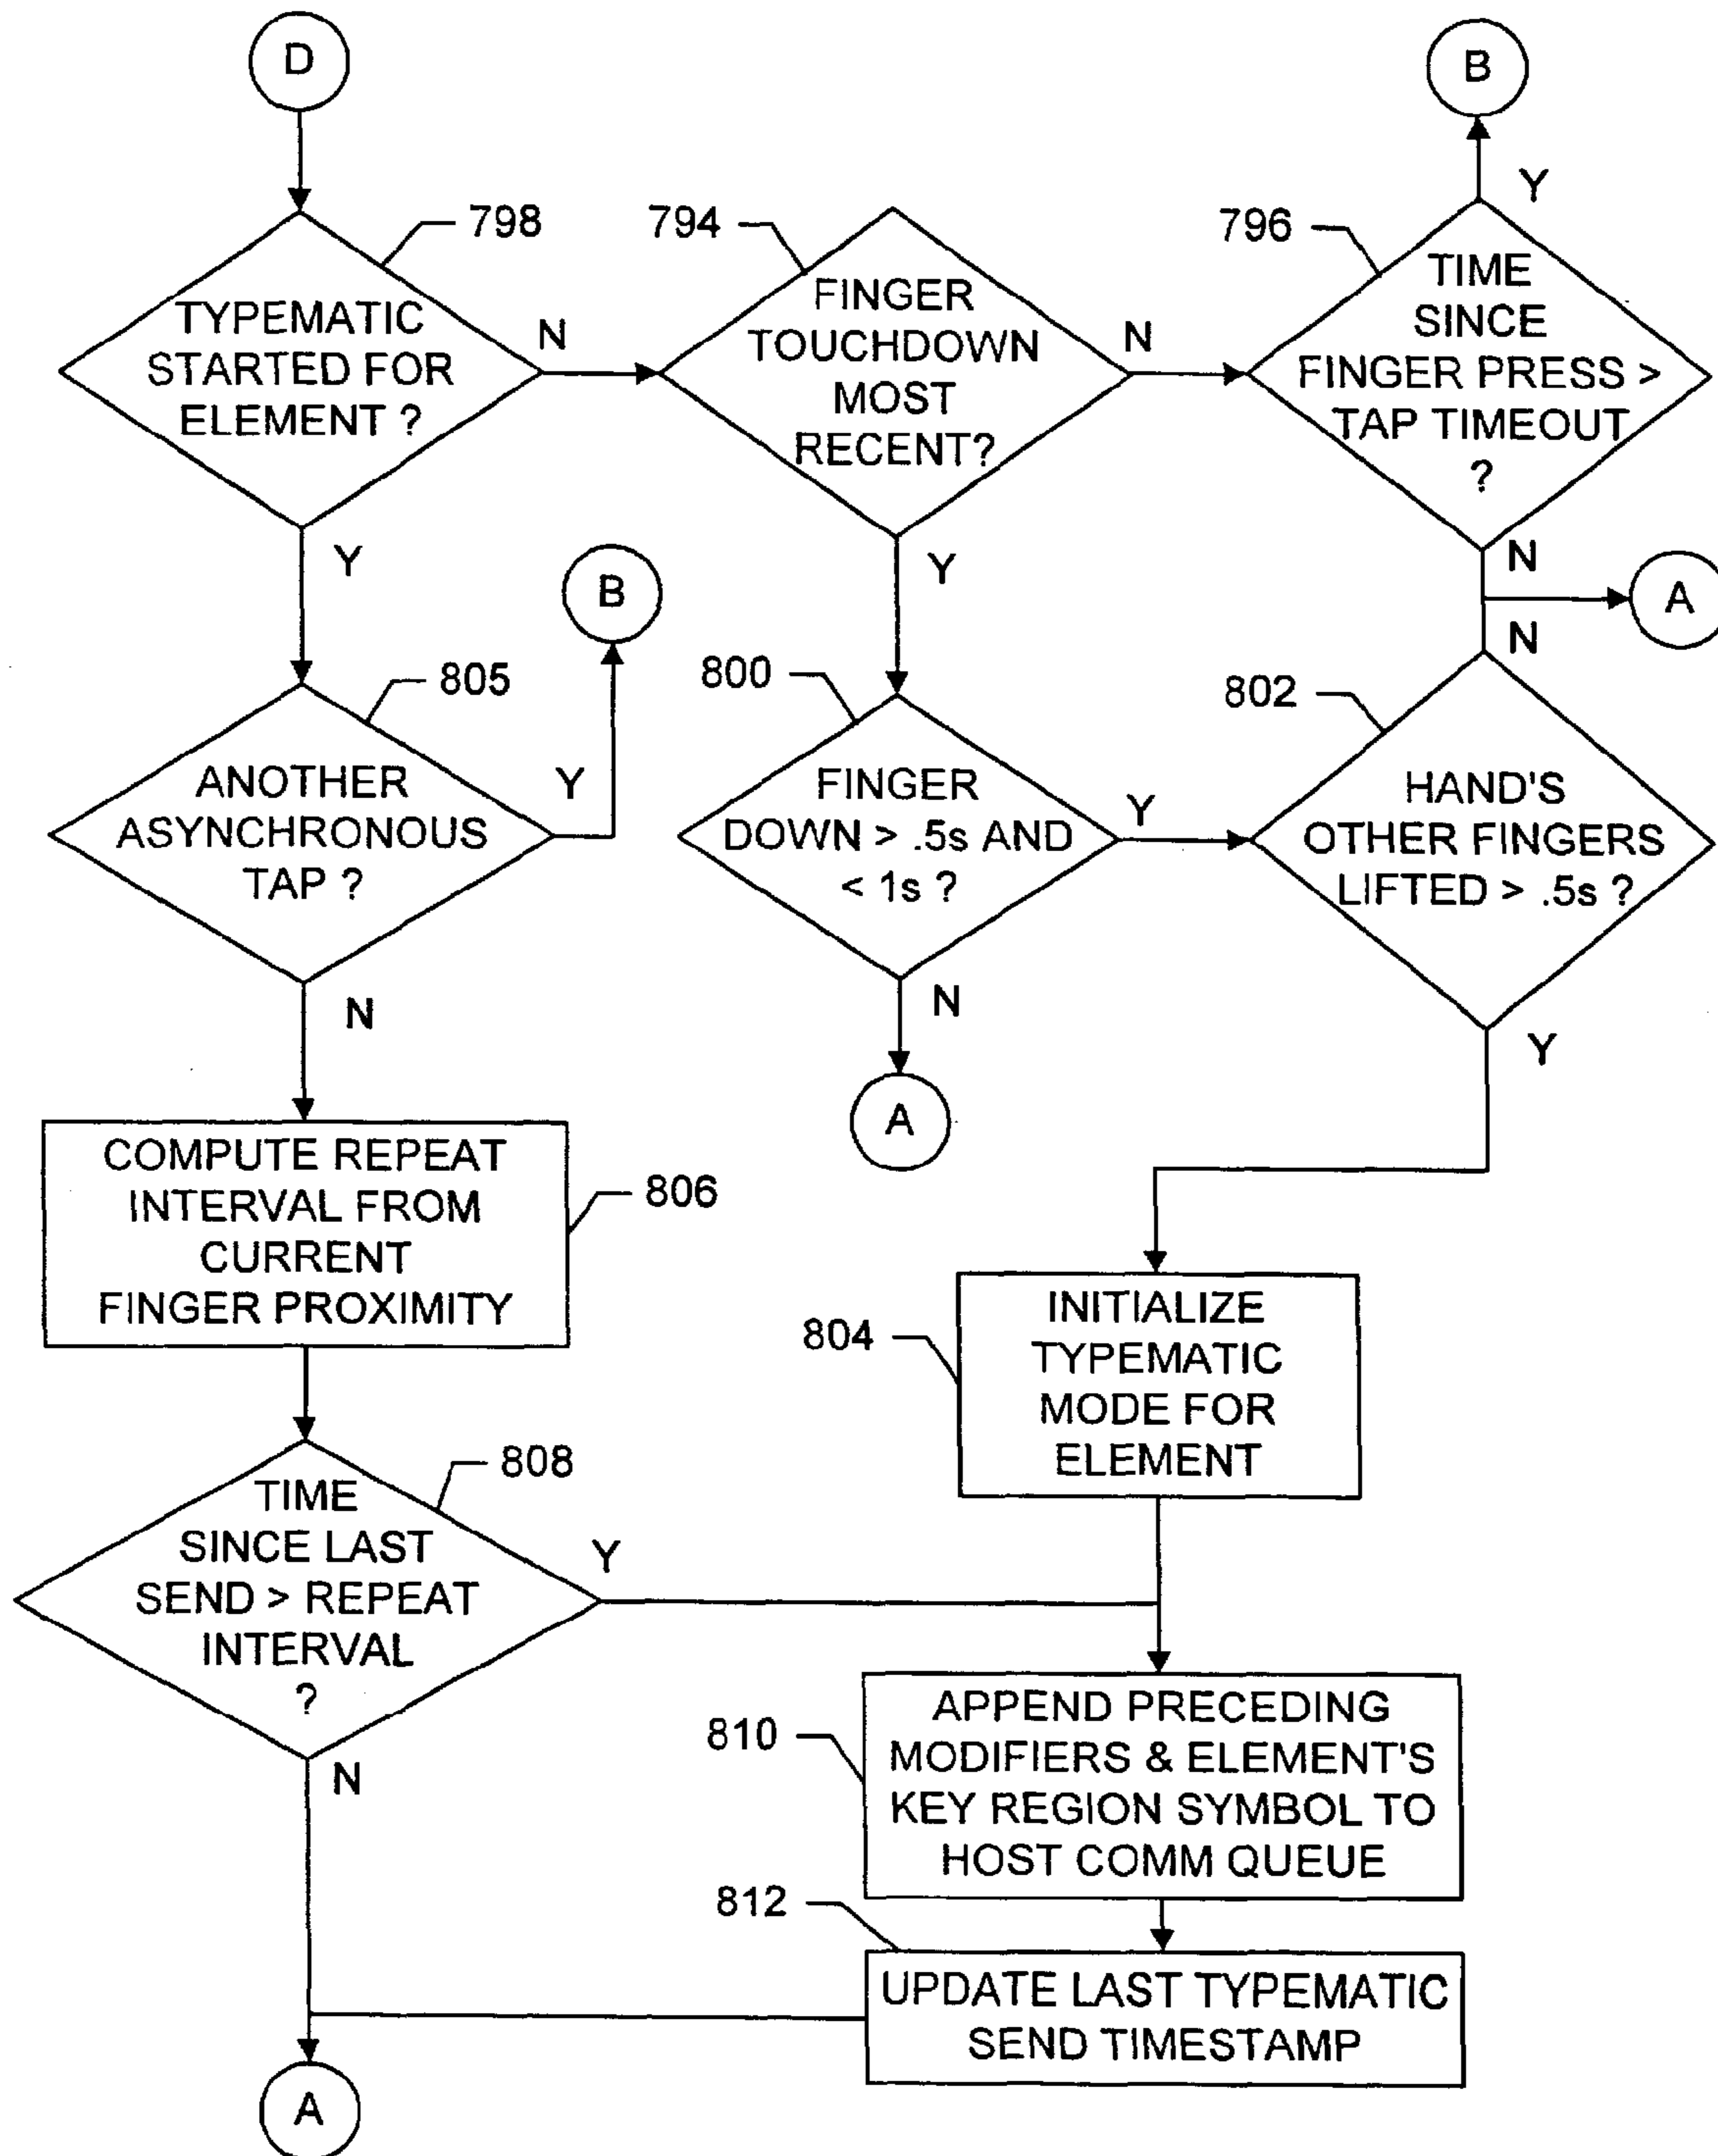 D
B
798
794
796
TYPEMATIC
STARTED FOR
ELEMENT ?
N
FINGER
TOUCHDOWN
MOST
RECENT?
N
Y
TIME
SINCE
FINGER PRESS >
TAP TIMEOUT
?
Y
B
Y
N
A
N
805
800
802
ANOTHER
ASYNCHRONOUS
TAP ?
Y
FINGER
DOWN > .5s AND
< 1s ?
Y
HAND'S
OTHER FINGERS
LIFTED > .5s ?
N
N
Y
A
COMPUTE REPEAT
INTERVAL FROM
CURRENT
FINGER PROXIMITY
806
804
INITIALIZE
TYPEMATIC
MODE FOR
ELEMENT
808
TIME
SINCE LAST
SEND > REPEAT
INTERVAL
?
Y
N
810
APPEND PRECEDING
MODIFIERS & ELEMENT'S
KEY REGION SYMBOL TO
HOST COMM QUEUE
812
UPDATE LAST TYPEMATIC
SEND TIMESTAMP
A